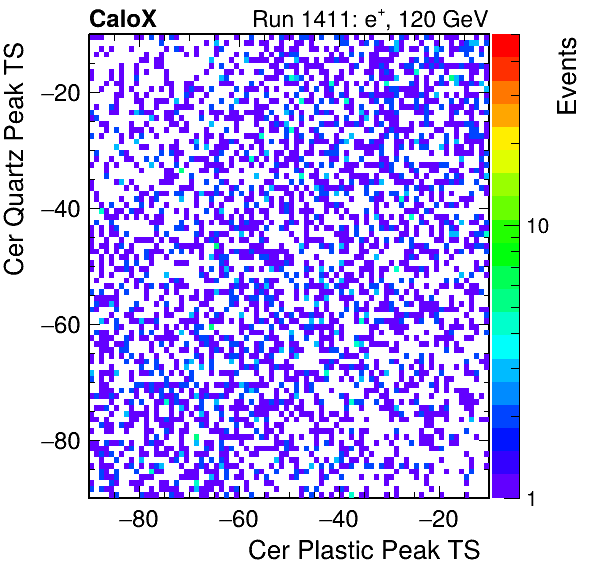 CaloX Run 1411: e⁺, 120 GeV
Events
Cer Quartz Peak TS
−20
−40
−60
−80
10
1
−80 −60 −40 −20
Cer Plastic Peak TS